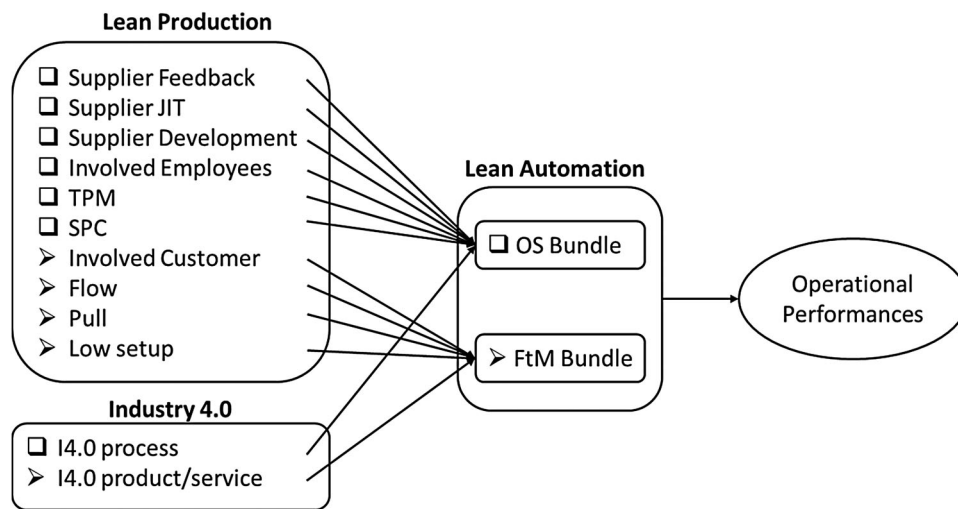 Lean Production
Supplier Feedback
Supplier JIT
Supplier Development
Involved Employees
TPM
SPC
Involved Customer
Flow
Pull
Low setup
Industry 4.0
I4.0 process
I4.0 product/service
Lean Automation
OS Bundle
FtM Bundle
Operational
Performances